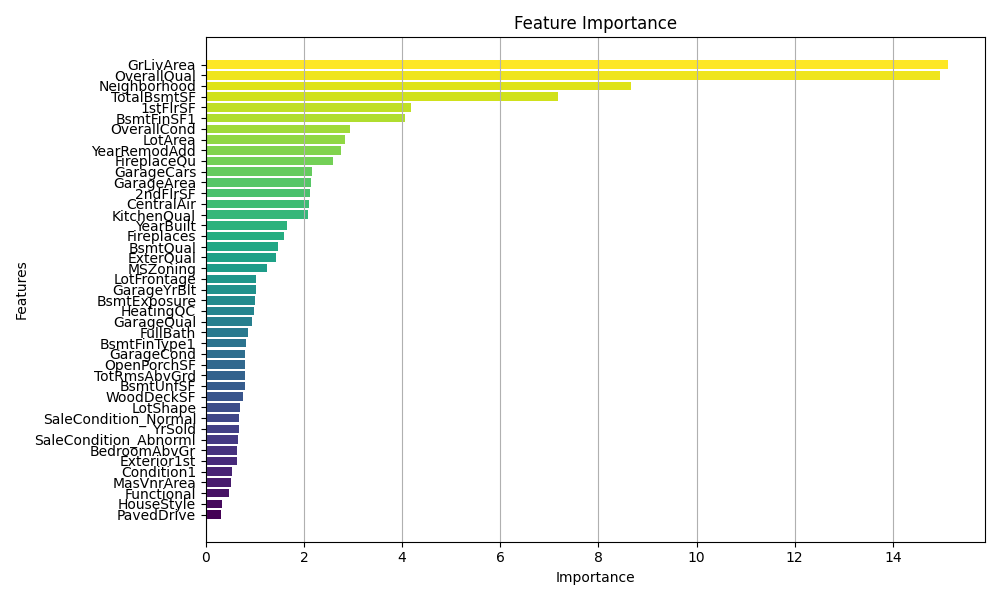 Feature Importance
GrLivArea
OverallQual
Neighborhood
TotalBsmtSF
1stFlrSF
BsmtFinSF1
OverallCond
LotArea
YearRemodAdd
FireplaceQu
GarageCars
GarageArea
2ndFlrSF
CentralAir
KitchenQual
YearBuilt
Fireplaces
BsmtQual
ExterQual
MSZoning
LotFrontage
GarageYrBlt
BsmtExposure
HeatingQC
GarageQual
FullBath
BsmtFinType1
GarageCond
OpenPorchSF
TotRmsAbvGrd
BsmtUnfSF
WoodDeckSF
LotShape
SaleCondition_Normal
YrSold
SaleCondition_Abnorml
BedroomAbvGr
Exterior1st
Condition1
MasVnrArea
Functional
HouseStyle
PavedDrive
Features
0 2 4 6 8 10 12 14
Importance